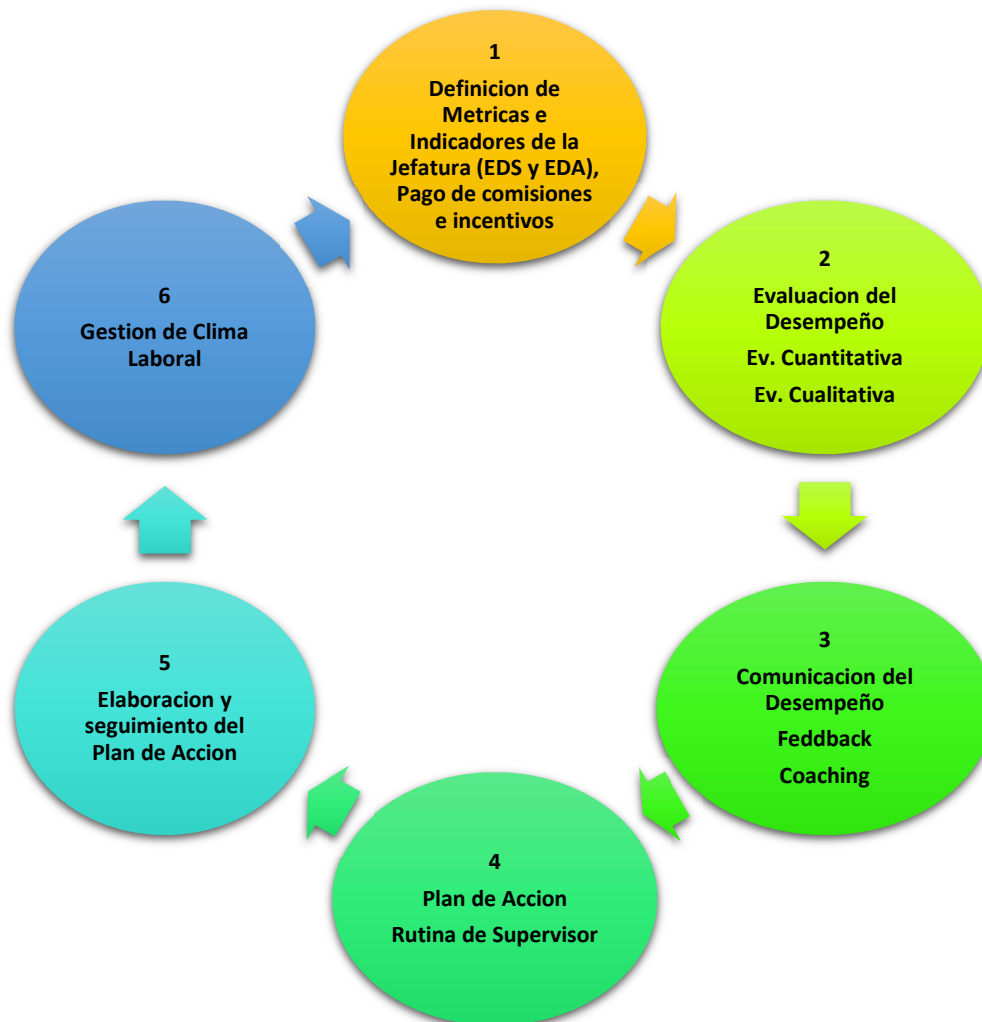 1
Definicion de
Metricas e
Indicadores de la
Jefatura (EDS y EDA),
Pago de comisiones
e incentivos
2
Evaluacion del
Desempeño
Ev. Cuantitativa
Ev. Cualitativa
3
Comunicacion del
Desempeño
Feddback
Coaching
4
Plan de Accion
Rutina de Supervisor
5
Elaboracion y
seguimiento del
Plan de Accion
6
Gestion de Clima
Laboral